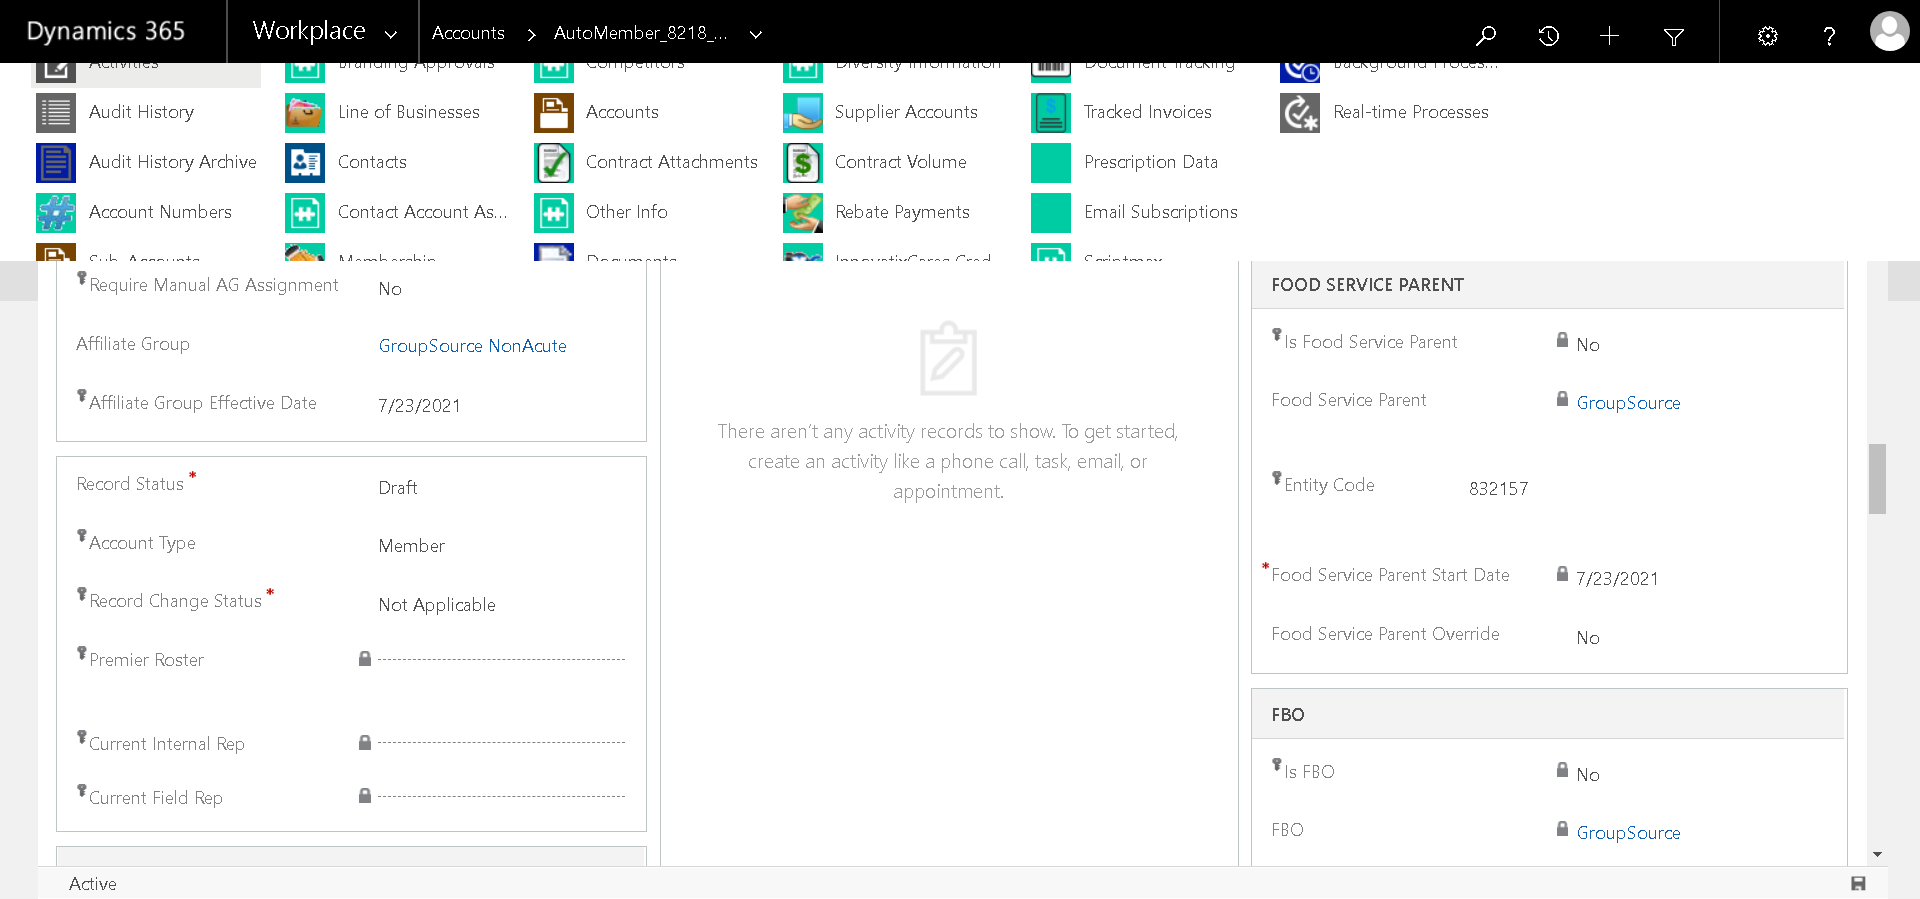 Dynamics 365 Workplace Accounts AutoMember_8218_... ?
Activities Branding Approvals Competitors Diversity Information Document Tracking Background Proces...
Audit History Line of Businesses Accounts Supplier Accounts Tracked Invoices Real-time Processes
Audit History Archive Contacts Contract Attachments Contract Volume Prescription Data
Account Numbers Contact Account As... Other Info Rebate Payments Email Subscriptions
Sub-Accounts Membership Documents InnovatixCares Cred... Scriptmax
Require Manual AG Assignment No
Affiliate Group GroupSource NonAcute
Affiliate Group Effective Date 7/23/2021
Record Status * Draft
Account Type Member
Record Change Status * Not Applicable
Premier Roster
Current Internal Rep
Current Field Rep
There aren't any activity records to show. To get started,
create an activity like a phone call, task, email, or
appointment.
FOOD SERVICE PARENT
Is Food Service Parent No
Food Service Parent GroupSource
Entity Code 832157
* Food Service Parent Start Date 7/23/2021
Food Service Parent Override No
FBO
Is FBO No
FBO GroupSource
Active